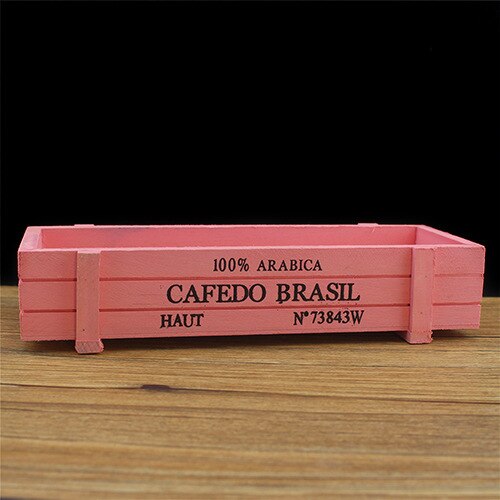 100% ARABICA
CAFEDO BRASIL
HAUT N°73843W